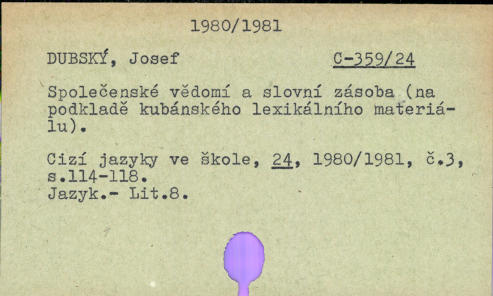 1980/1981
DUBSKÝ, Josef C-359/24
Společenské vědomí a slovní zásoba (na
podkladě kubánského lexikálního materiá-
lu).
Cizí jazyky ve škole, 24, 1980/1981, č.3,
s.114-118.
Jazyk.- Lit.8.